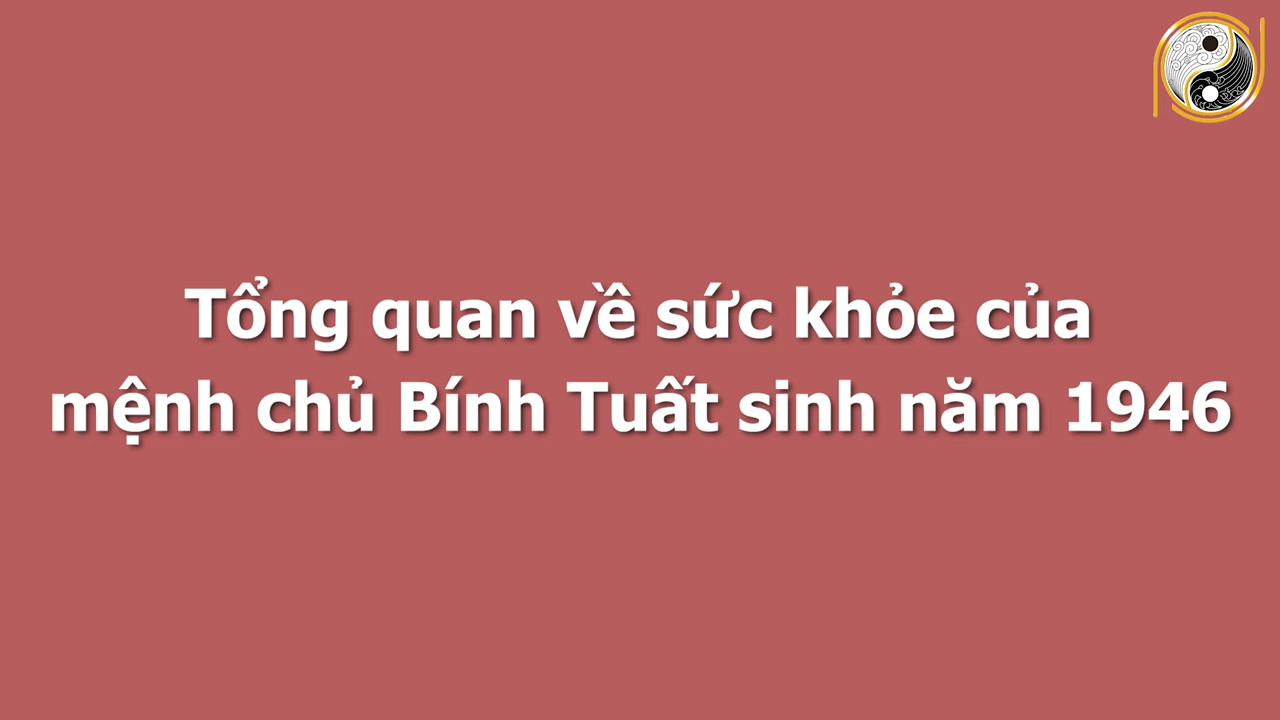 Tổng quan về sức khỏe của
mệnh chủ Bính Tuất sinh năm 1946